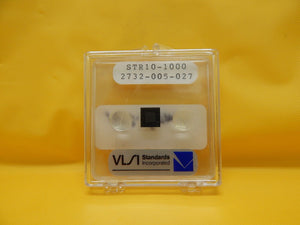 STR10-1000
2732-005-027
VLSI Standards
Incorporated